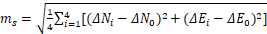 m_s = √(1/4 ∑_{i=1}^{4} [(ΔN_i − ΔN_0)² + (ΔE_i − ΔE_0)²])